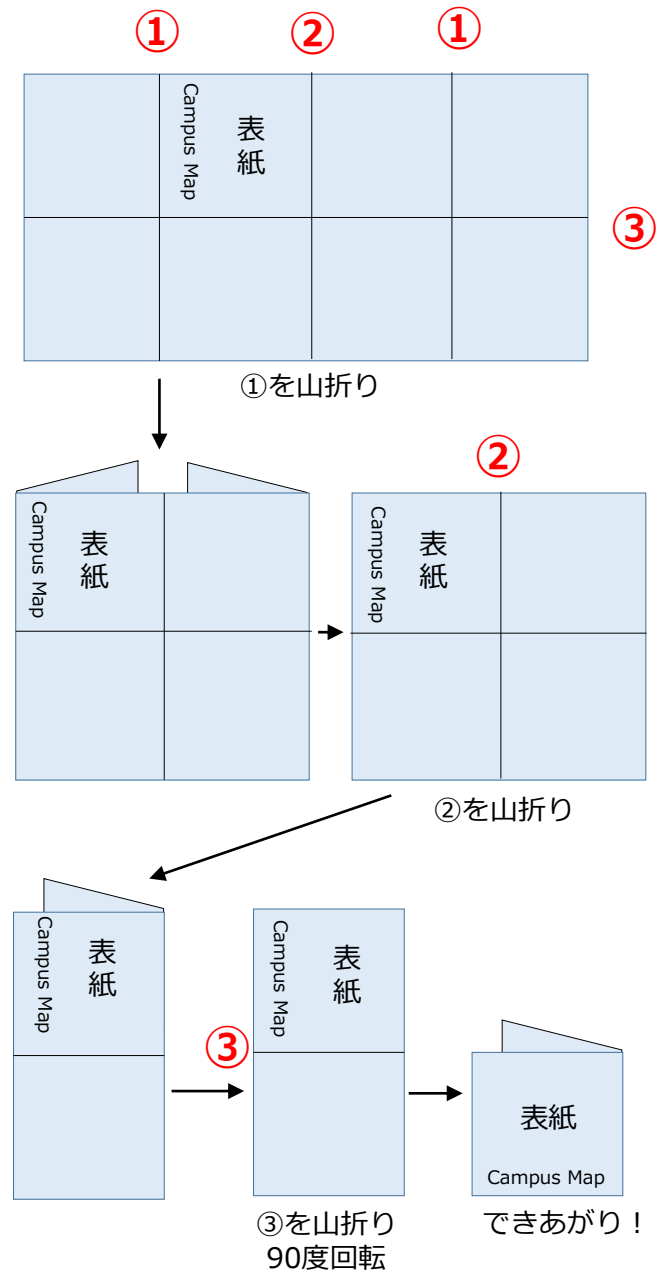 ① ② ①
Campus Map
表紙
③
①を山折り
②
Campus Map
表紙
Campus Map
表紙
②を山折り
Campus Map
表紙
③
Campus Map
表紙
表紙
Campus Map
③を山折り
90度回転
できあがり！